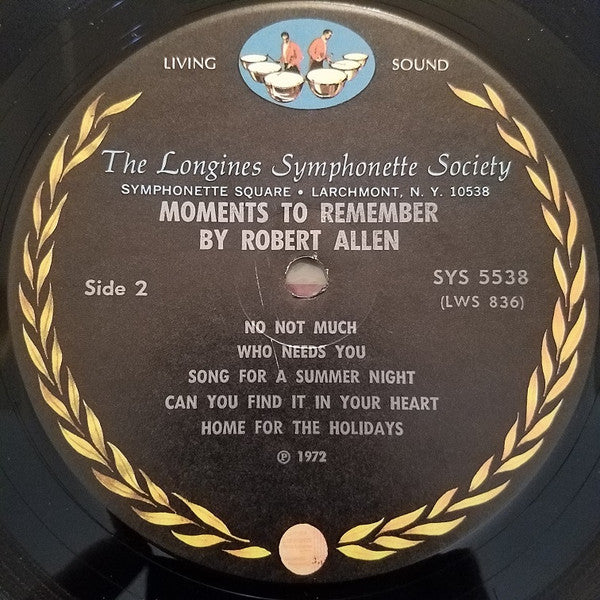 LIVING SOUND
The Longines Symphonette Society
SYMPHONETTE SQUARE • LARCHMONT, N. Y. 10538
MOMENTS TO REMEMBER
BY ROBERT ALLEN
Side 2
SYS 5538
(LWS 836)
NO NOT MUCH
WHO NEEDS YOU
SONG FOR A SUMMER NIGHT
CAN YOU FIND IT IN YOUR HEART
HOME FOR THE HOLIDAYS
℗ 1972